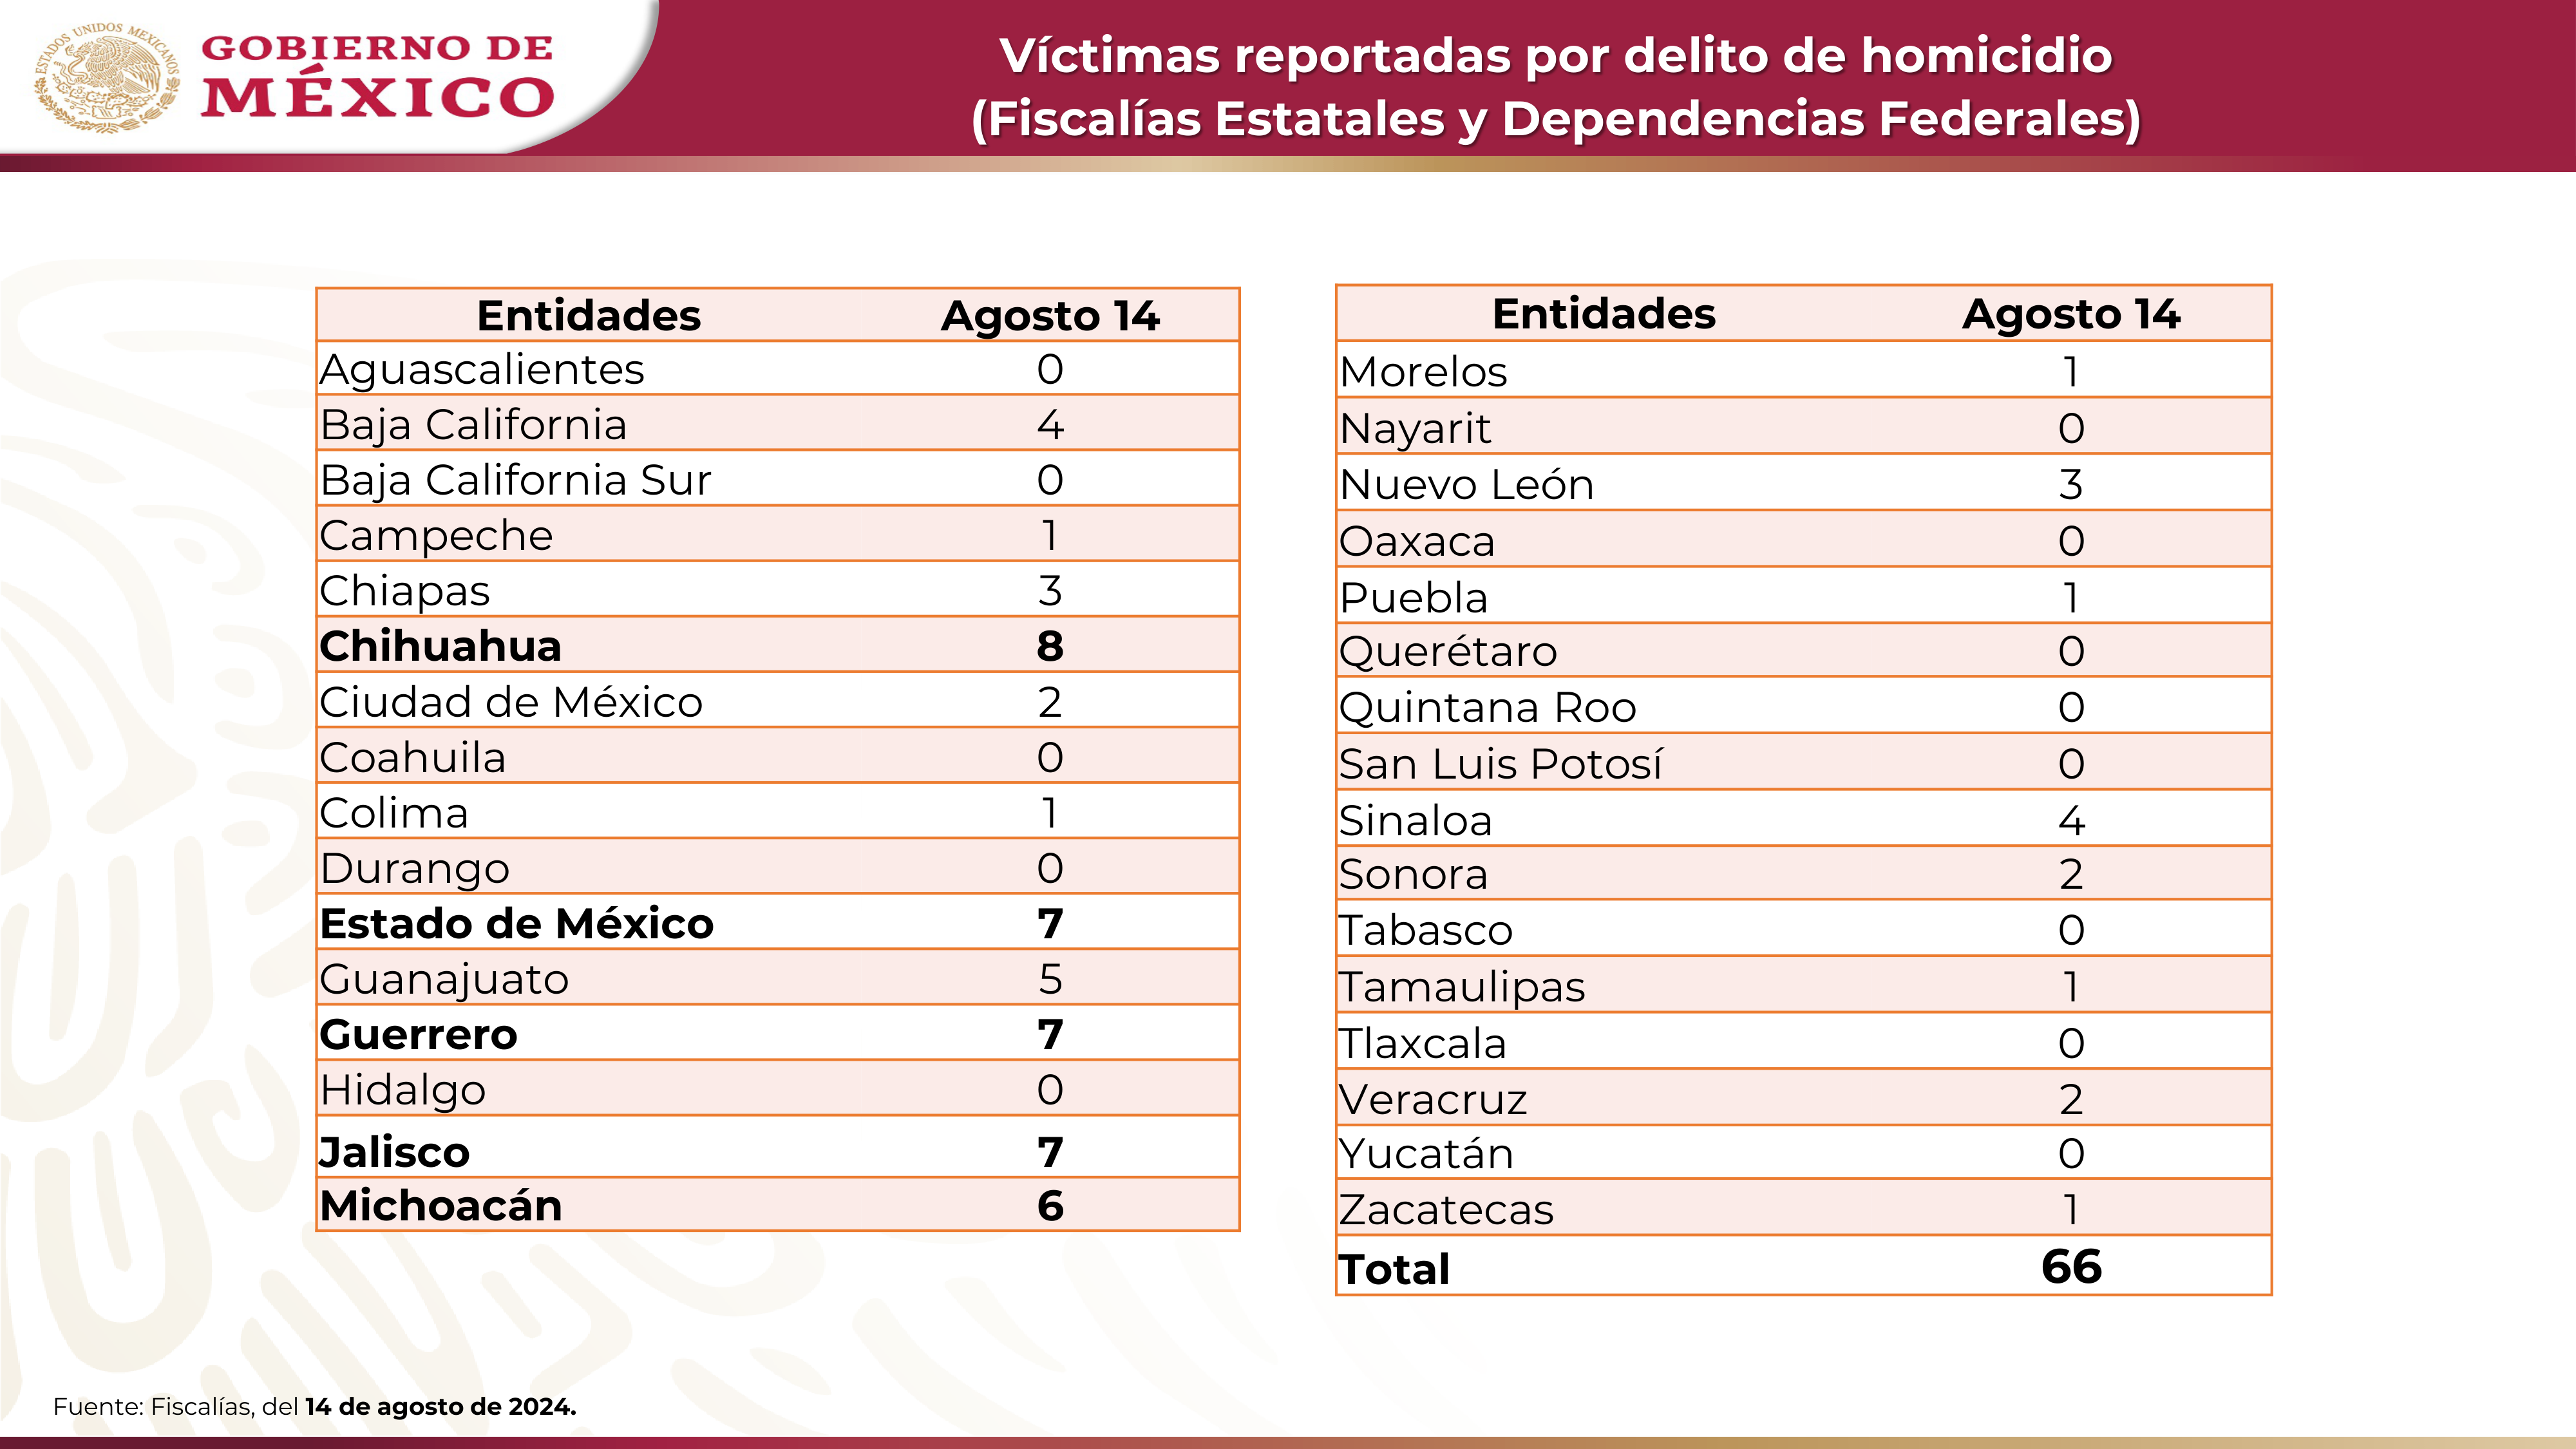 ESTADOS UNIDOS MEXICANOS
GOBIERNO DE
MÉXICO
Víctimas reportadas por delito de homicidio
(Fiscalías Estatales y Dependencias Federales)
Entidades Agosto 14
Aguascalientes 0
Baja California 4
Baja California Sur 0
Campeche 1
Chiapas 3
Chihuahua 8
Ciudad de México 2
Coahuila 0
Colima 1
Durango 0
Estado de México 7
Guanajuato 5
Guerrero 7
Hidalgo 0
Jalisco 7
Michoacán 6
Entidades Agosto 14
Morelos 1
Nayarit 0
Nuevo León 3
Oaxaca 0
Puebla 1
Querétaro 0
Quintana Roo 0
San Luis Potosí 0
Sinaloa 4
Sonora 2
Tabasco 0
Tamaulipas 1
Tlaxcala 0
Veracruz 2
Yucatán 0
Zacatecas 1
Total 66
Fuente: Fiscalías, del 14 de agosto de 2024.